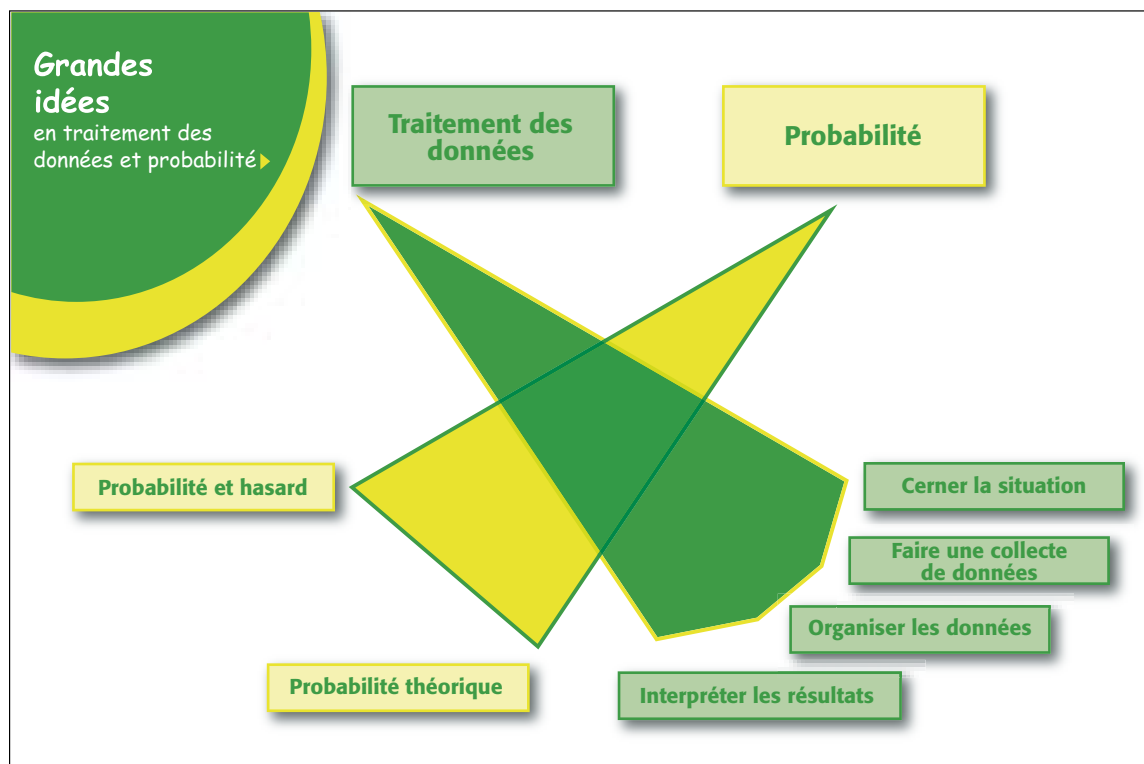 Grandes
idées
en traitement des
données et probabilité
Traitement des
données
Probabilité
Probabilité et hasard
Cerner la situation
Faire une collecte
de données
Organiser les données
Probabilité théorique
Interpréter les résultats